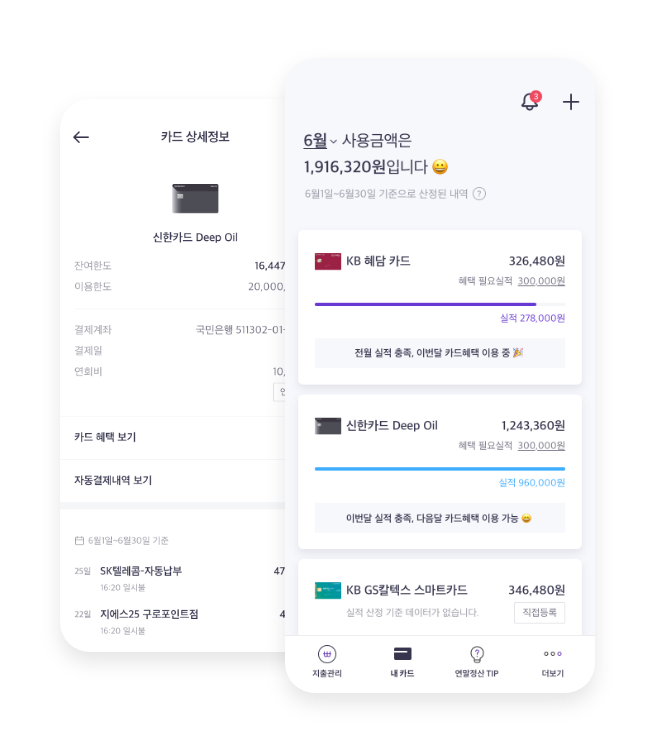 카드 상세정보
신한카드 Deep Oil
잔여한도 16,447
이용한도 20,000,
결제계좌 국민은행 511302-01-
결제일
연회비 10,
카드 혜택 보기
자동결제내역 보기
6월1일~6월30일 기준
25일 SK텔레콤-자동납부 47
16:20 일시불
22일 지에스25 구로포인트점 4
16:20 일시불
3
6월 사용금액은
1,916,320원입니다 😀
6월1일~6월30일 기준으로 산정된 내역 ?
KB 혜담 카드 326,480원
혜택 필요실적 300,000원
실적 278,000원
전월 실적 충족, 이번달 카드혜택 이용 중 🎉
신한카드 Deep Oil 1,243,360원
혜택 필요실적 300,000원
실적 960,000원
이번달 실적 충족, 다음달 카드혜택 이용 가능 😄
KB GS칼텍스 스마트카드 346,480원
실적 산정 기준 데이터가 없습니다. 직접등록
지출관리 내 카드 연말정산 TIP 더보기